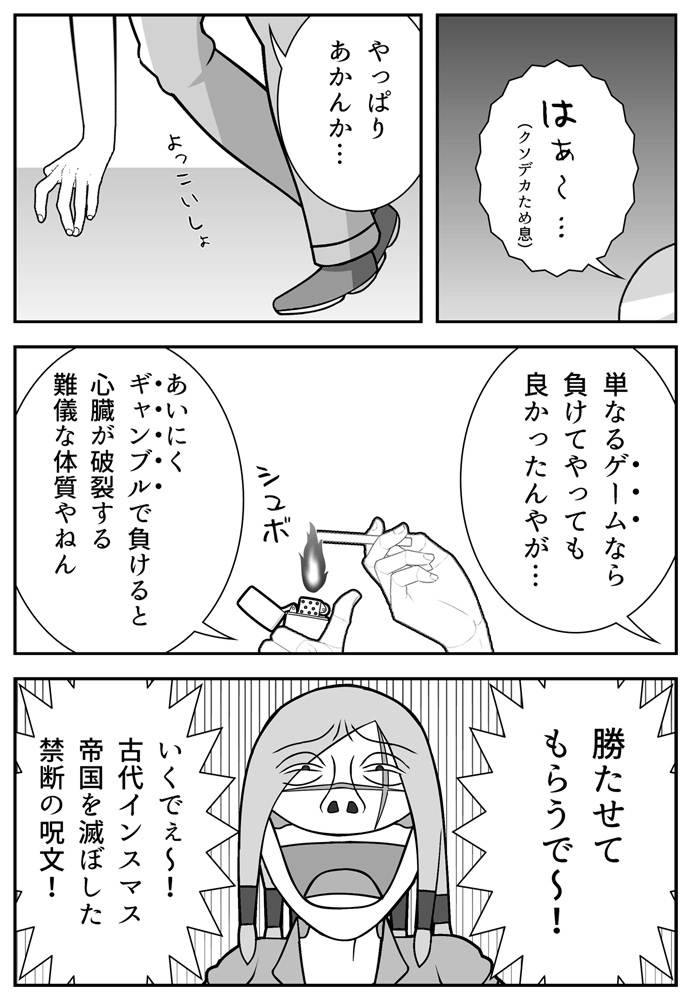 はぁ～…
（クソデカため息）
やっぱり
あかんか…
よっこいしょ
単なるゲームなら
負けてやっても
良かったんやが…
シュボ
あいにく
ギャンブルで負けると
心臓が破裂する
難儀な体質やねん
勝たせて
もらうで～！
いくでぇ～！
古代インスマス
帝国を滅ぼした
禁断の呪文！